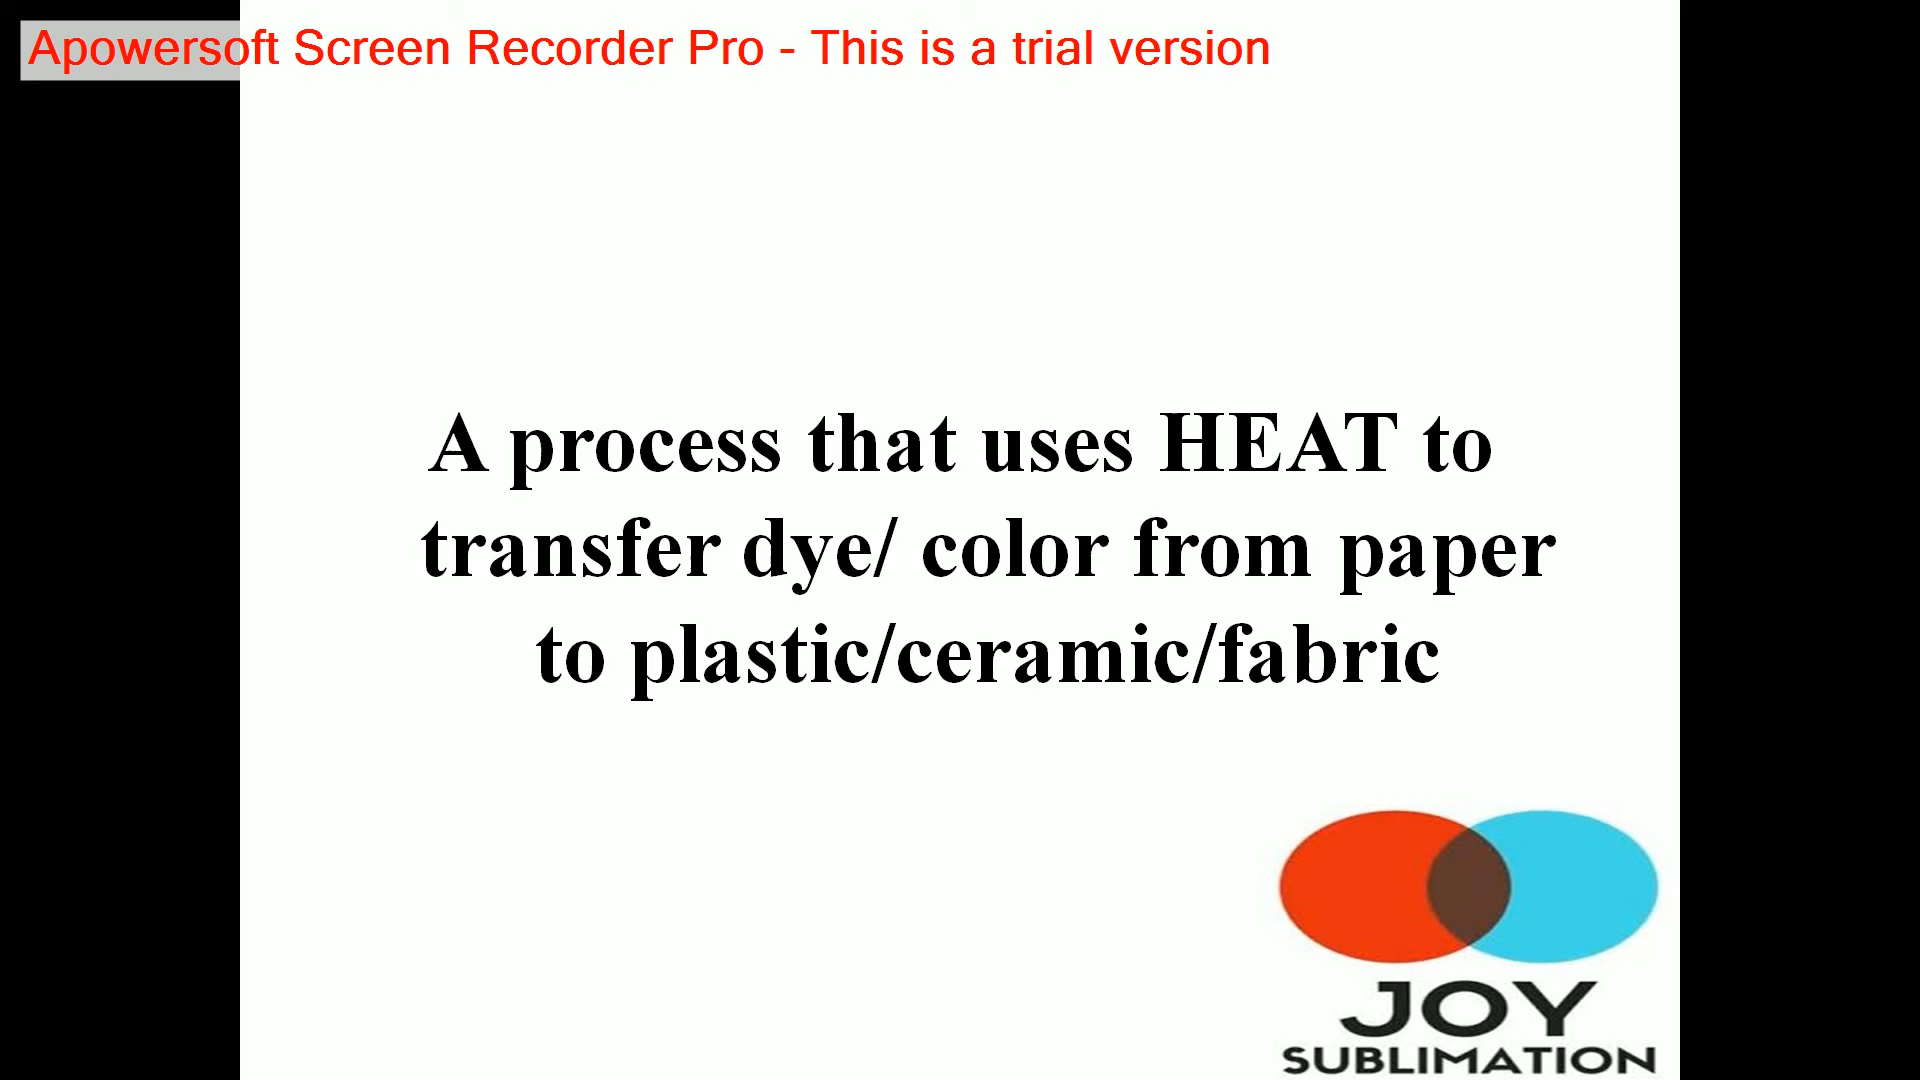 Apowersoft Screen Recorder Pro - This is a trial version
A process that uses HEAT to
transfer dye/ color from paper
to plastic/ceramic/fabric
JOY
SUBLIMATION